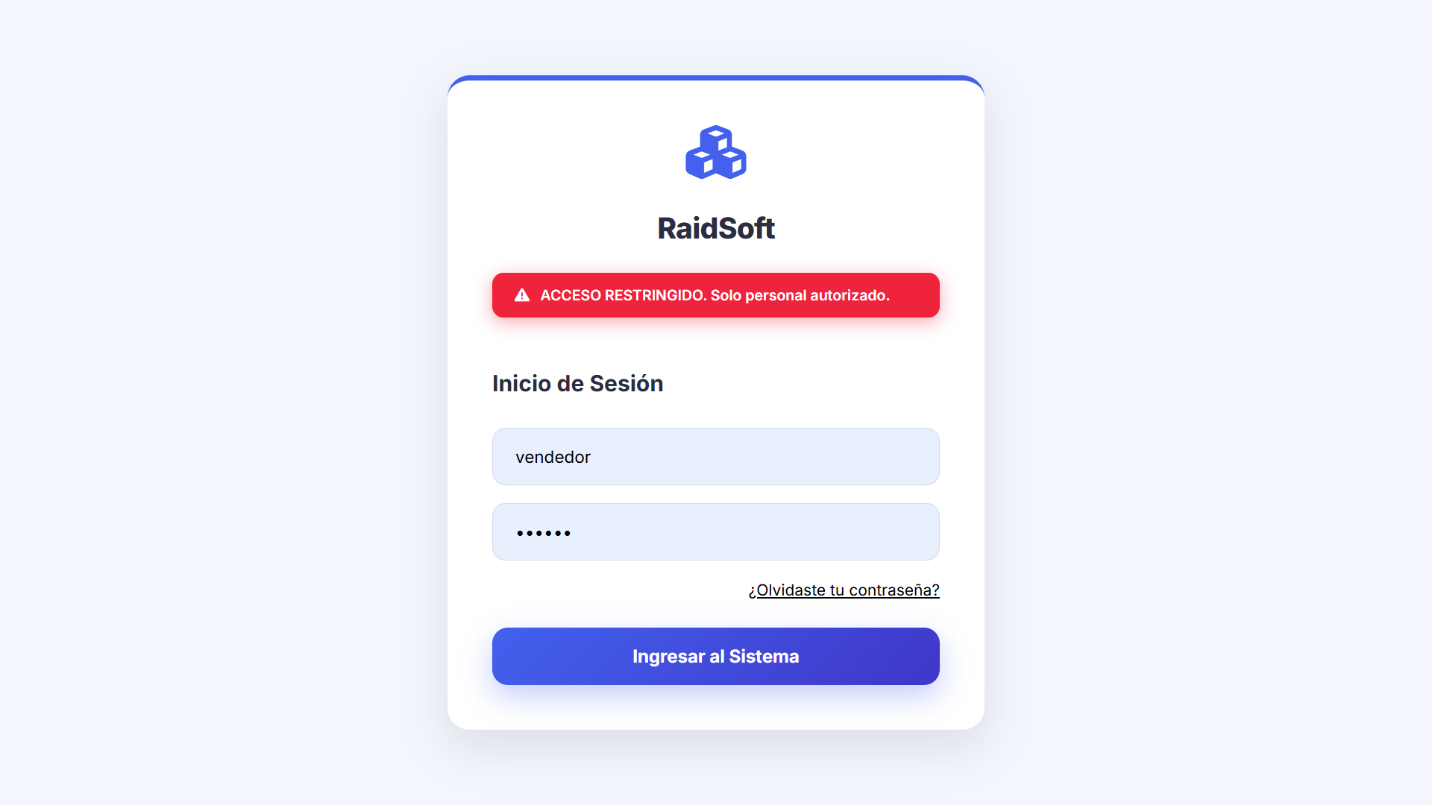 RaidSoft
ACCESO RESTRINGIDO. Solo personal autorizado.
Inicio de Sesión
vendedor
••••••
¿Olvidaste tu contraseña?
Ingresar al Sistema